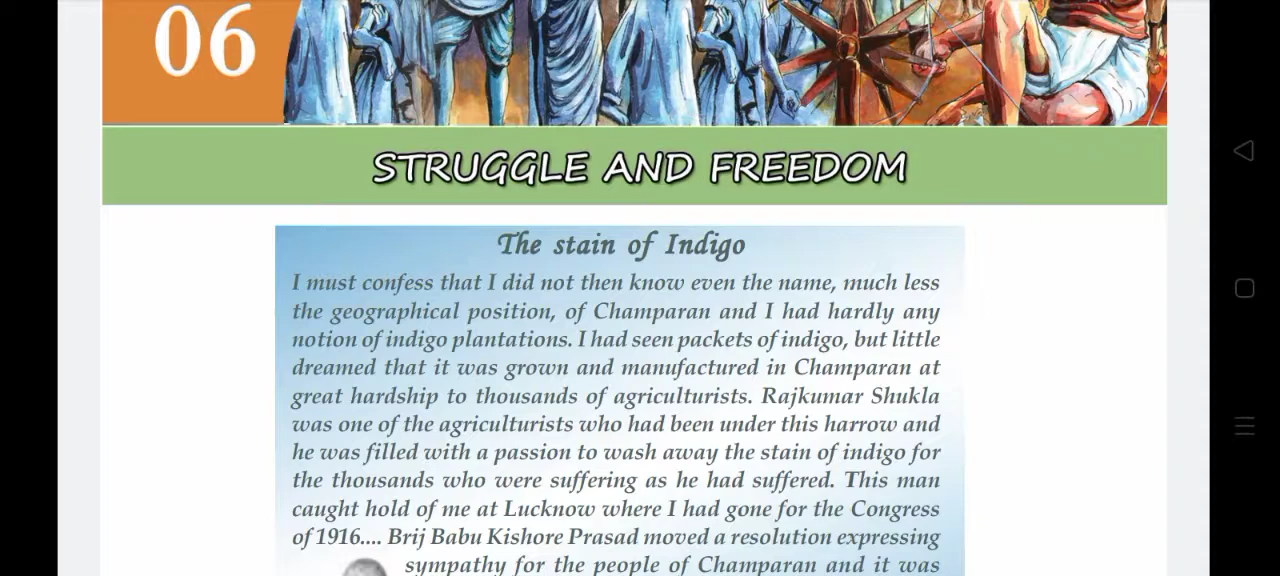 06
STRUGGLE AND FREEDOM
The stain of Indigo
I must confess that I did not then know even the name, much less
the geographical position, of Champaran and I had hardly any
notion of indigo plantations. I had seen packets of indigo, but little
dreamed that it was grown and manufactured in Champaran at
great hardship to thousands of agriculturists. Rajkumar Shukla
was one of the agriculturists who had been under this harrow and
he was filled with a passion to wash away the stain of indigo for
the thousands who were suffering as he had suffered. This man
caught hold of me at Lucknow where I had gone for the Congress
of 1916.... Brij Babu Kishore Prasad moved a resolution expressing
sympathy for the people of Champaran and it was